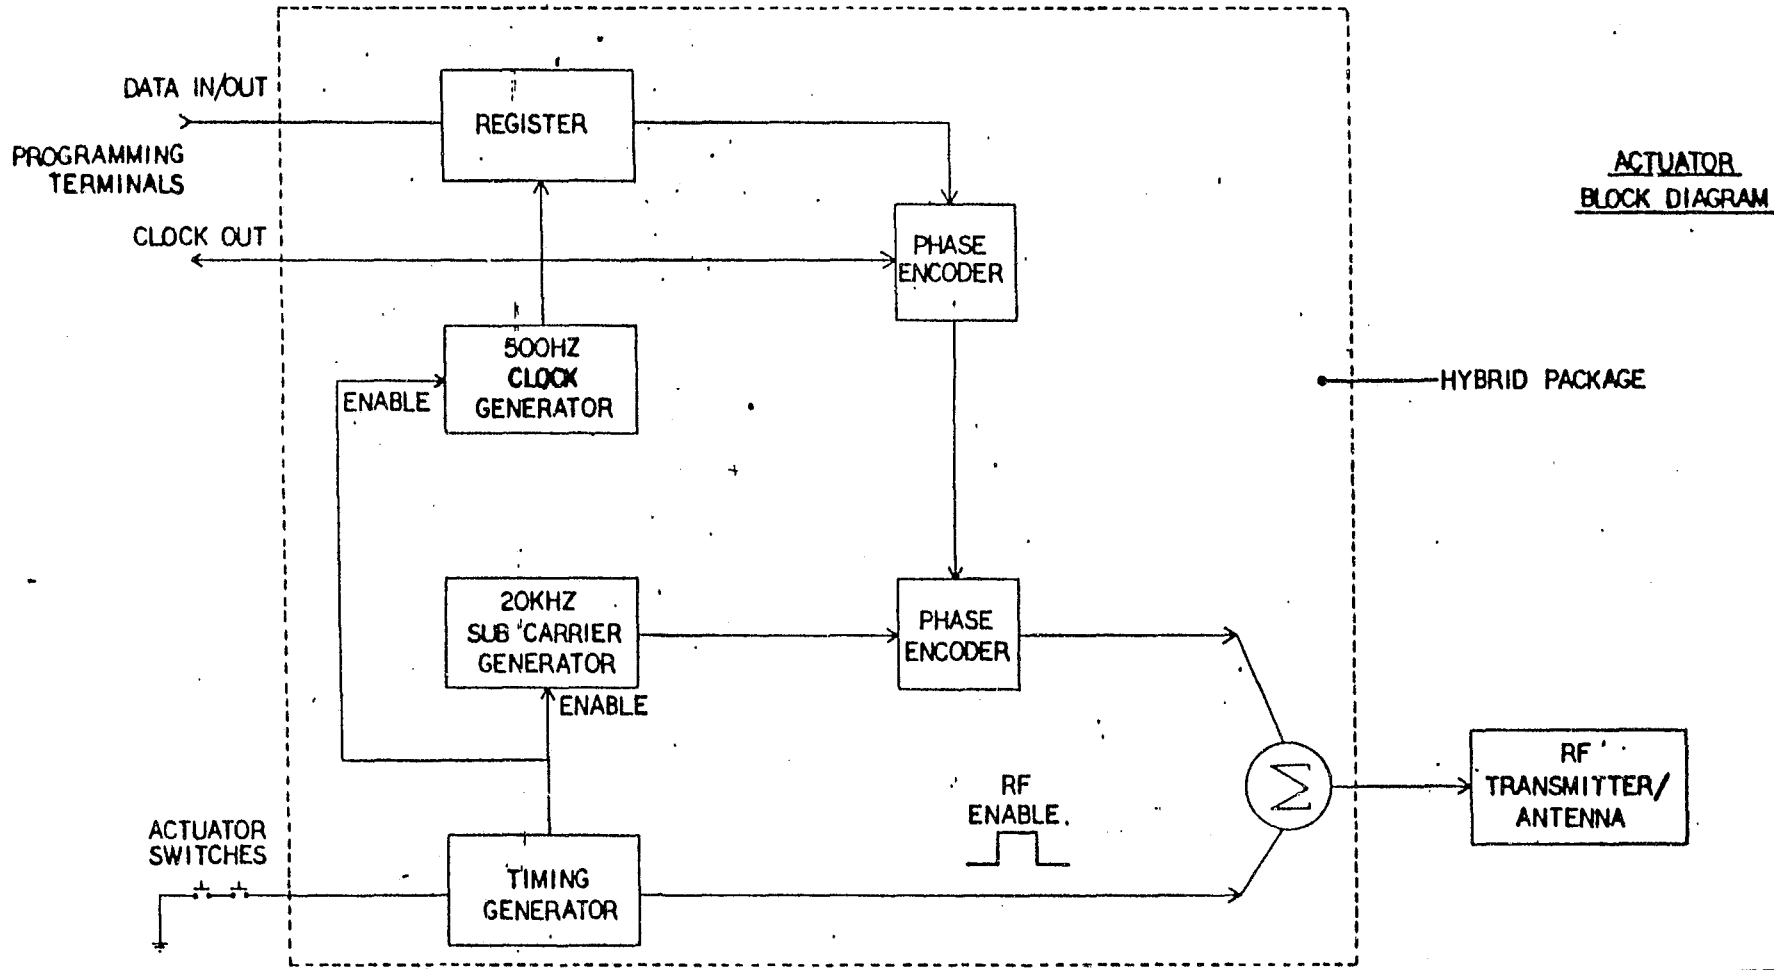 DATA IN/OUT
REGISTER
PROGRAMMING
TERMINALS
ACTUATOR
BLOCK DIAGRAM
CLOCK OUT
PHASE
ENCODER
500HZ
CLOCK
GENERATOR
ENABLE
HYBRID PACKAGE
20KHZ
SUB CARRIER
GENERATOR
PHASE
ENCODER
ENABLE
RF
ENABLE.
Σ
RF
TRANSMITTER/
ANTENNA
ACTUATOR
SWITCHES
TIMING
GENERATOR